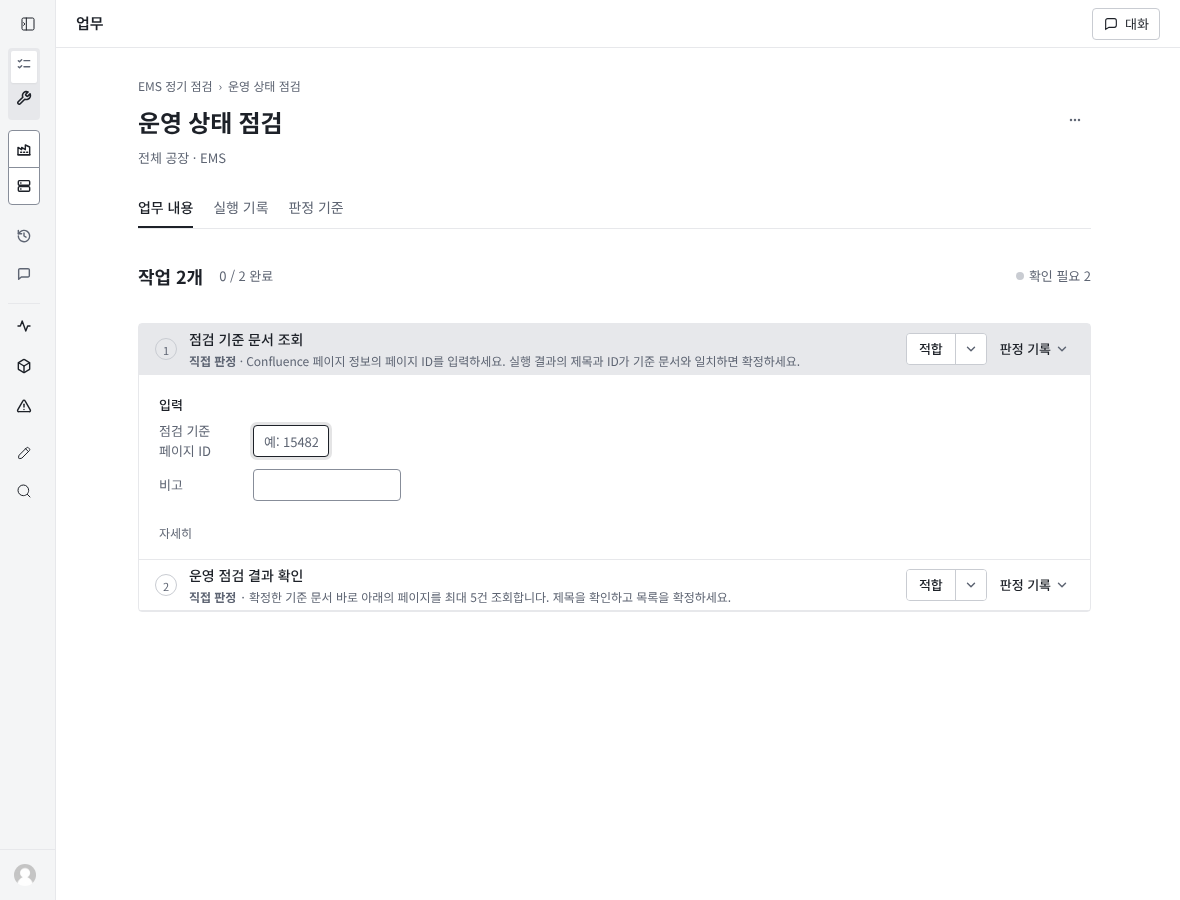 업무
대화
EMS 정기 점검 › 운영 상태 점검
운영 상태 점검
...
전체 공장 · EMS
업무 내용 실행 기록 판정 기준
작업 2개 0 / 2 완료 확인 필요 2
1 점검 기준 문서 조회
직접 판정 · Confluence 페이지 정보의 페이지 ID를 입력하세요. 실행 결과의 제목과 ID가 기준 문서와 일치하면 확정하세요.
적합 판정 기록
입력
점검 기준
페이지 ID
예: 15482
비고
자세히
2 운영 점검 결과 확인
직접 판정 · 확정한 기준 문서 바로 아래의 페이지를 최대 5건 조회합니다. 제목을 확인하고 목록을 확정하세요.
적합 판정 기록